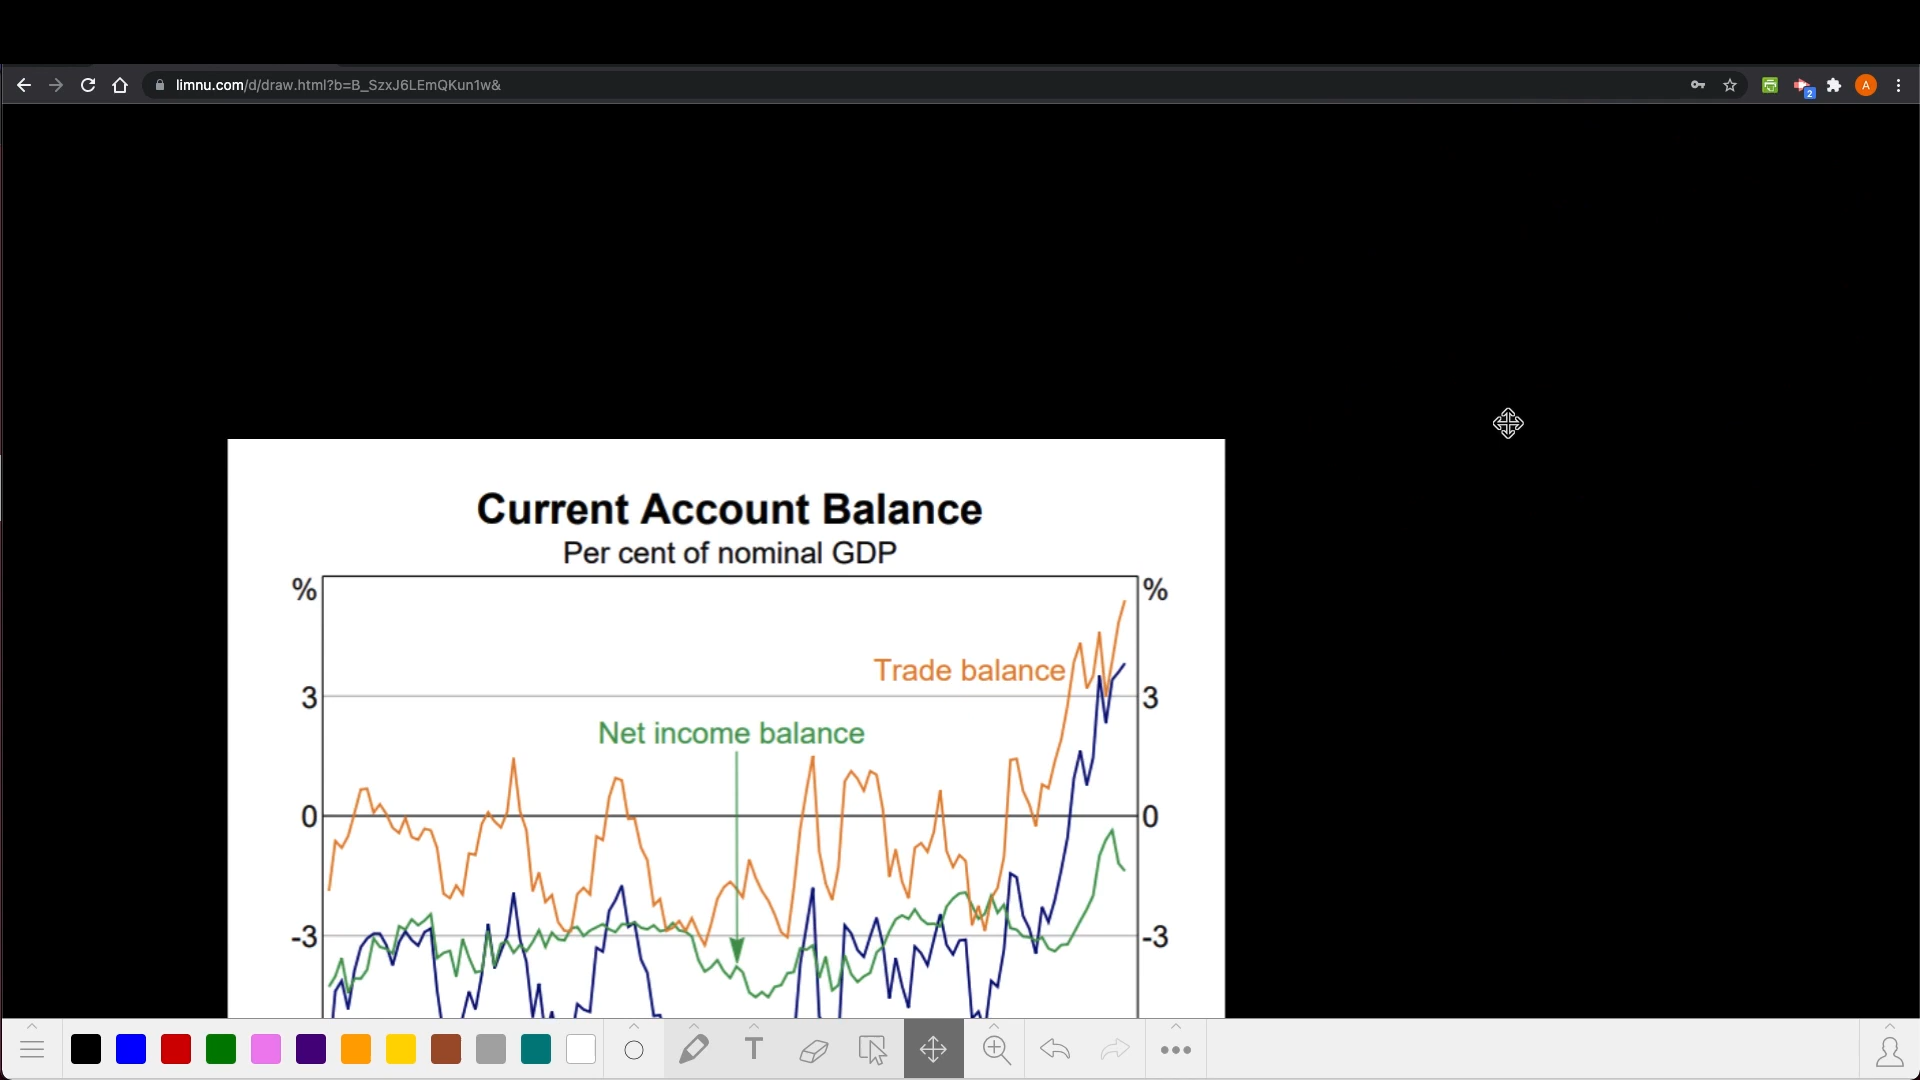 limnu.com/d/draw.html?b=B_SzxJ6LEmQKun1w&
2
A
Current Account Balance
Per cent of nominal GDP
% %
Trade balance
3 3
Net income balance
0 0
-3 -3
T